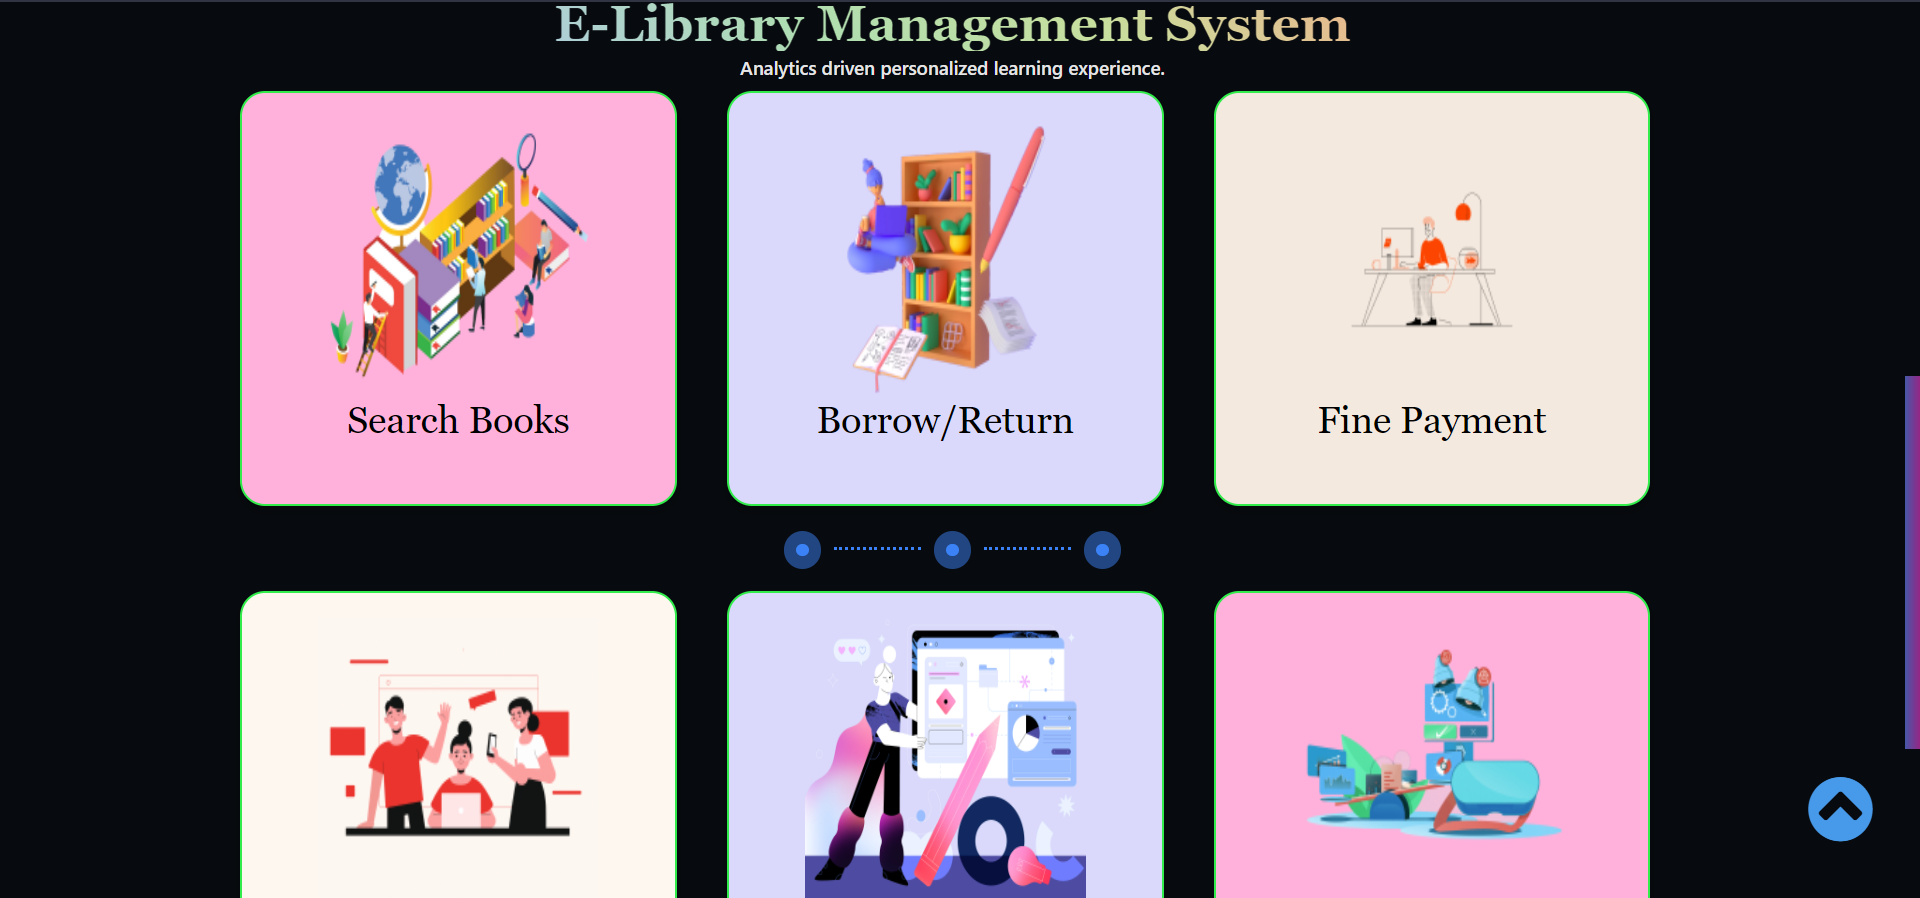 E-Library Management System
Analytics driven personalized learning experience.
Search Books
Borrow/Return
Fine Payment